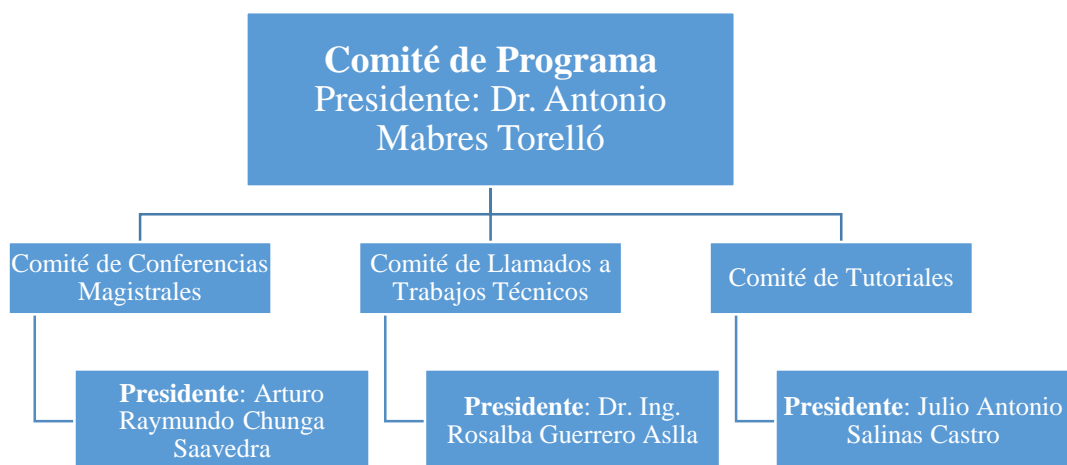 Comité de Programa
Presidente: Dr. Antonio
Mabres Torelló
Comité de Conferencias
Magistrales
Comité de Llamados a
Trabajos Técnicos
Comité de Tutoriales
Presidente: Arturo
Raymundo Chunga
Saavedra
Presidente: Dr. Ing.
Rosalba Guerrero Aslla
Presidente: Julio Antonio
Salinas Castro